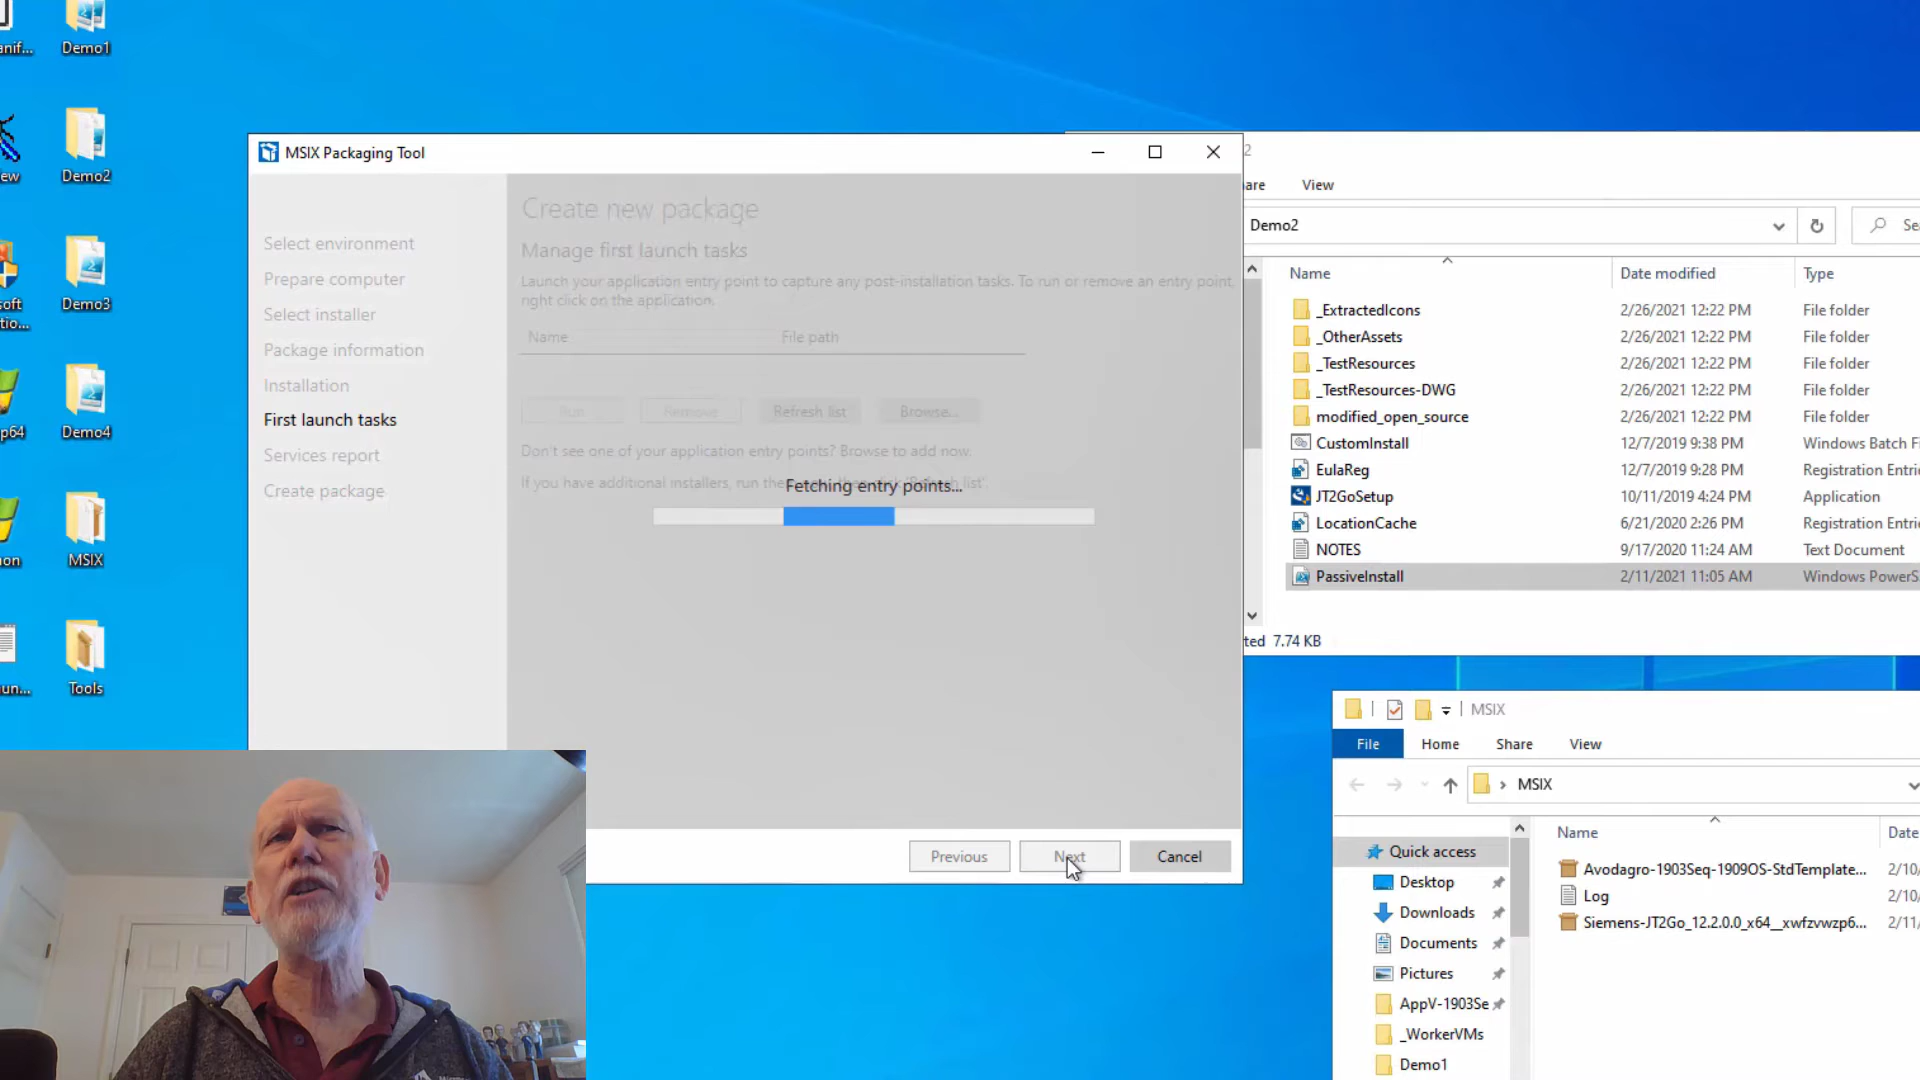 anif...
Demo1
ew
Demo2
soft
tio...
Demo3
p64
Demo4
on
MSIX
un...
Tools
MSIX Packaging Tool
Select environment
Prepare computer
Select installer
Package information
Installation
First launch tasks
Services report
Create package
Create new package
Manage first launch tasks
Launch your application entry point to capture any post-installation tasks. To run or remove an entry point,
right click on the application.
Name File path
Run Remove Refresh list Browse...
Don't see one of your application entry points? Browse to add now.
If you have additional installers, run them now, then click 'Refresh list'.
Fetching entry points...
Previous Next Cancel
2
are View
Demo2 Sea
Name Date modified Type
_ExtractedIcons 2/26/2021 12:22 PM File folder
_OtherAssets 2/26/2021 12:22 PM File folder
_TestResources 2/26/2021 12:22 PM File folder
_TestResources-DWG 2/26/2021 12:22 PM File folder
modified_open_source 2/26/2021 12:22 PM File folder
CustomInstall 12/7/2019 9:38 PM Windows Batch F
EulaReg 12/7/2019 9:28 PM Registration Entrie
JT2GoSetup 10/11/2019 4:24 PM Application
LocationCache 6/21/2020 2:26 PM Registration Entrie
NOTES 9/17/2020 11:24 AM Text Document
PassiveInstall 2/11/2021 11:05 AM Windows PowerS
ted 7.74 KB
MSIX
File Home Share View
MSIX
Quick access
Desktop
Downloads
Documents
Pictures
AppV-1903Se
_WorkerVMs
Demo1
Name Date
Avodagro-1903Seq-1909OS-StdTemplate... 2/10/
Log 2/10/
Siemens-JT2Go_12.2.0.0_x64__xwfzvwzp6... 2/11/